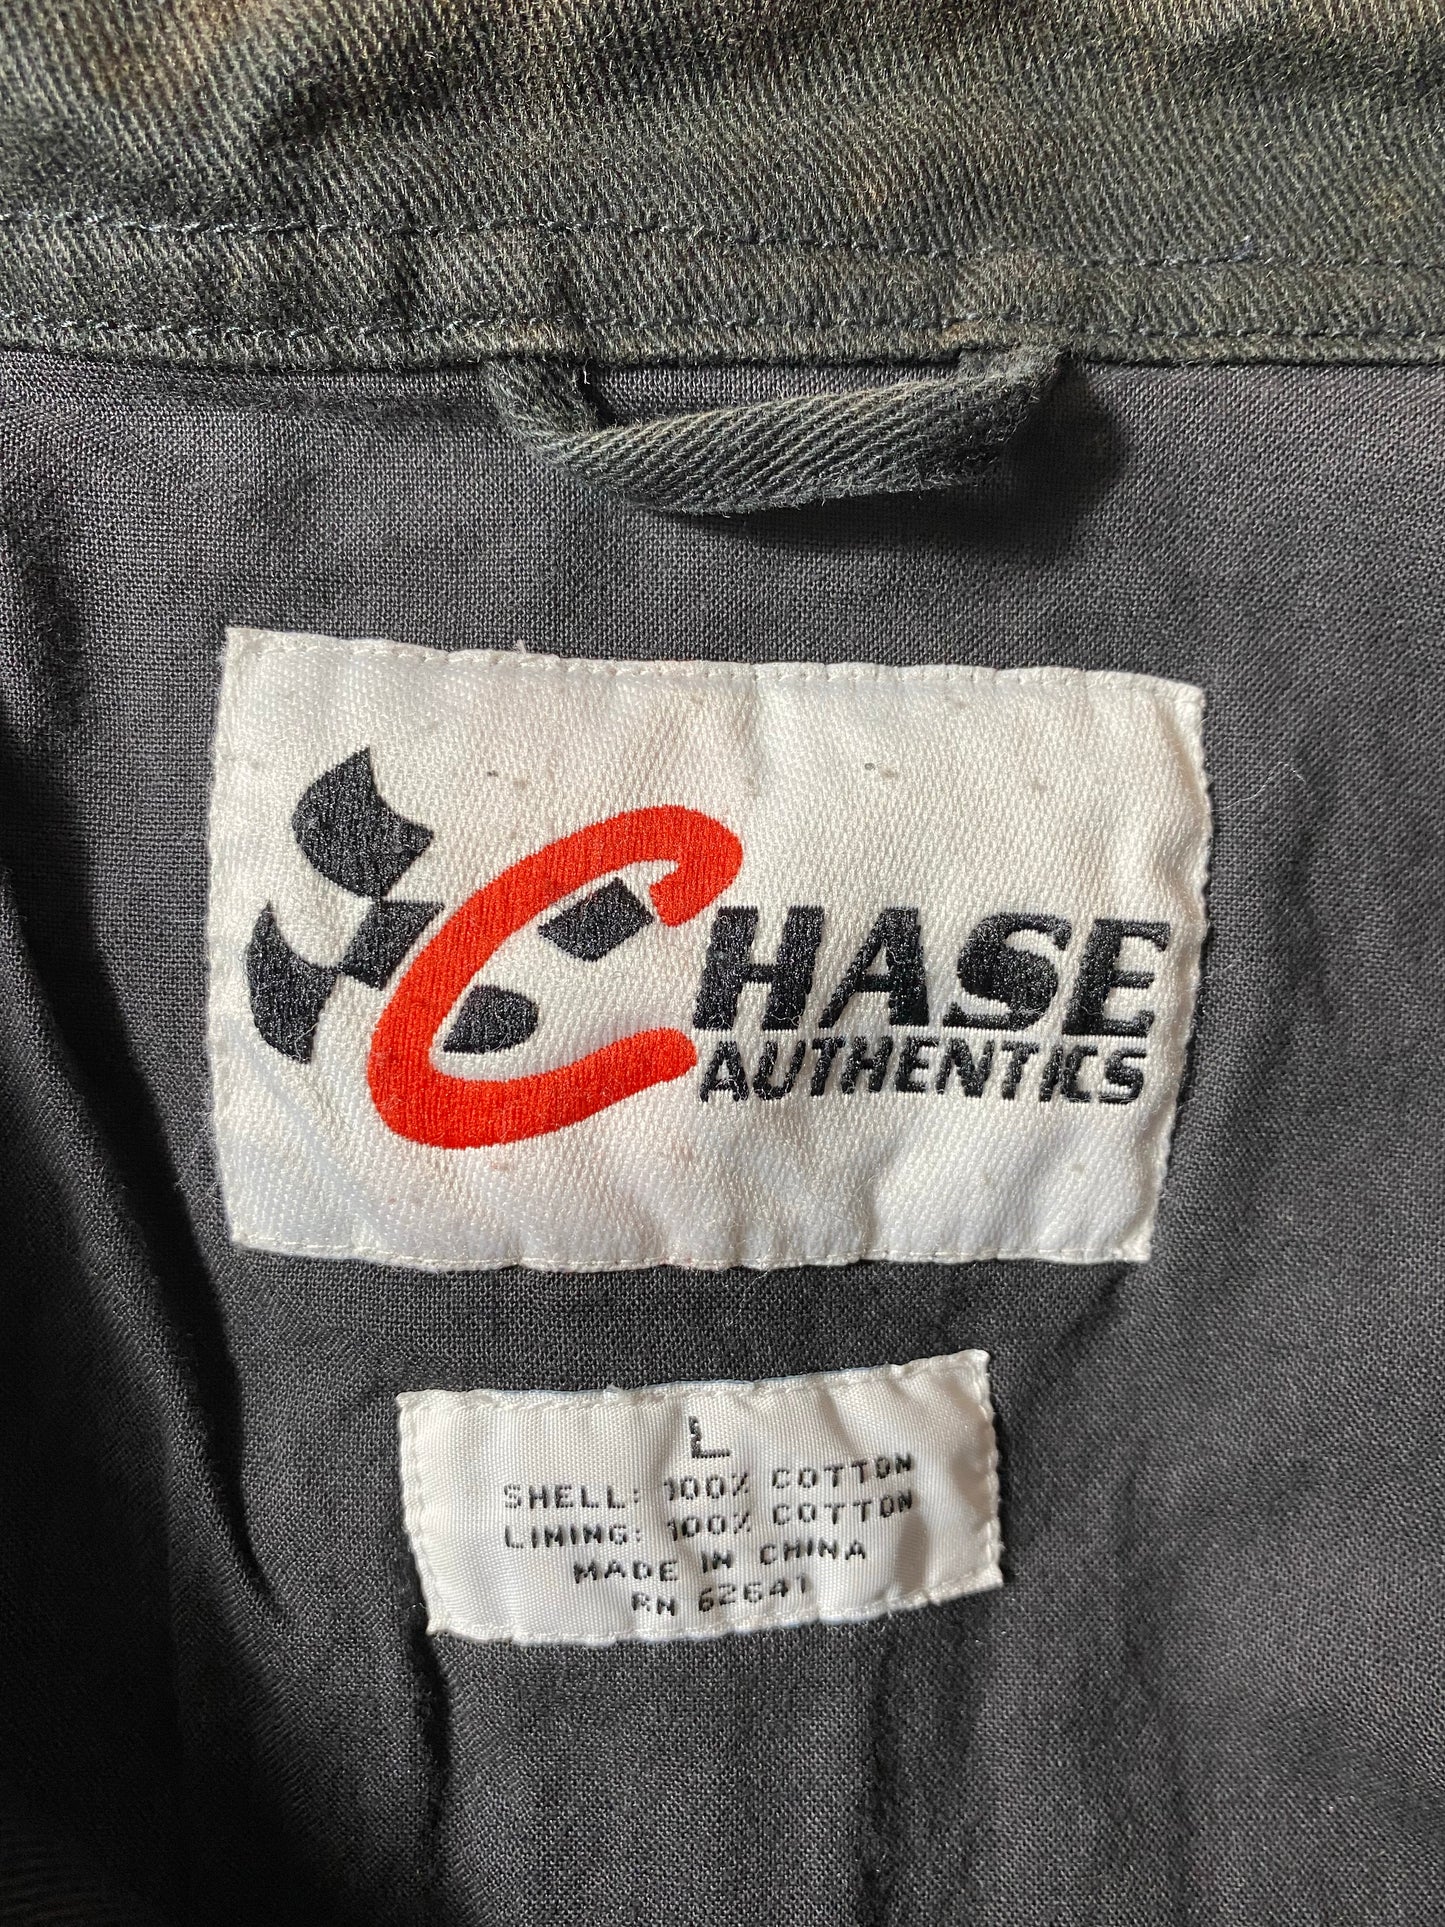 CHASE
AUTHENTICS
L
SHELL: 100% COTTON
LINING: 100% COTTON
MADE IN CHINA
RN 62641